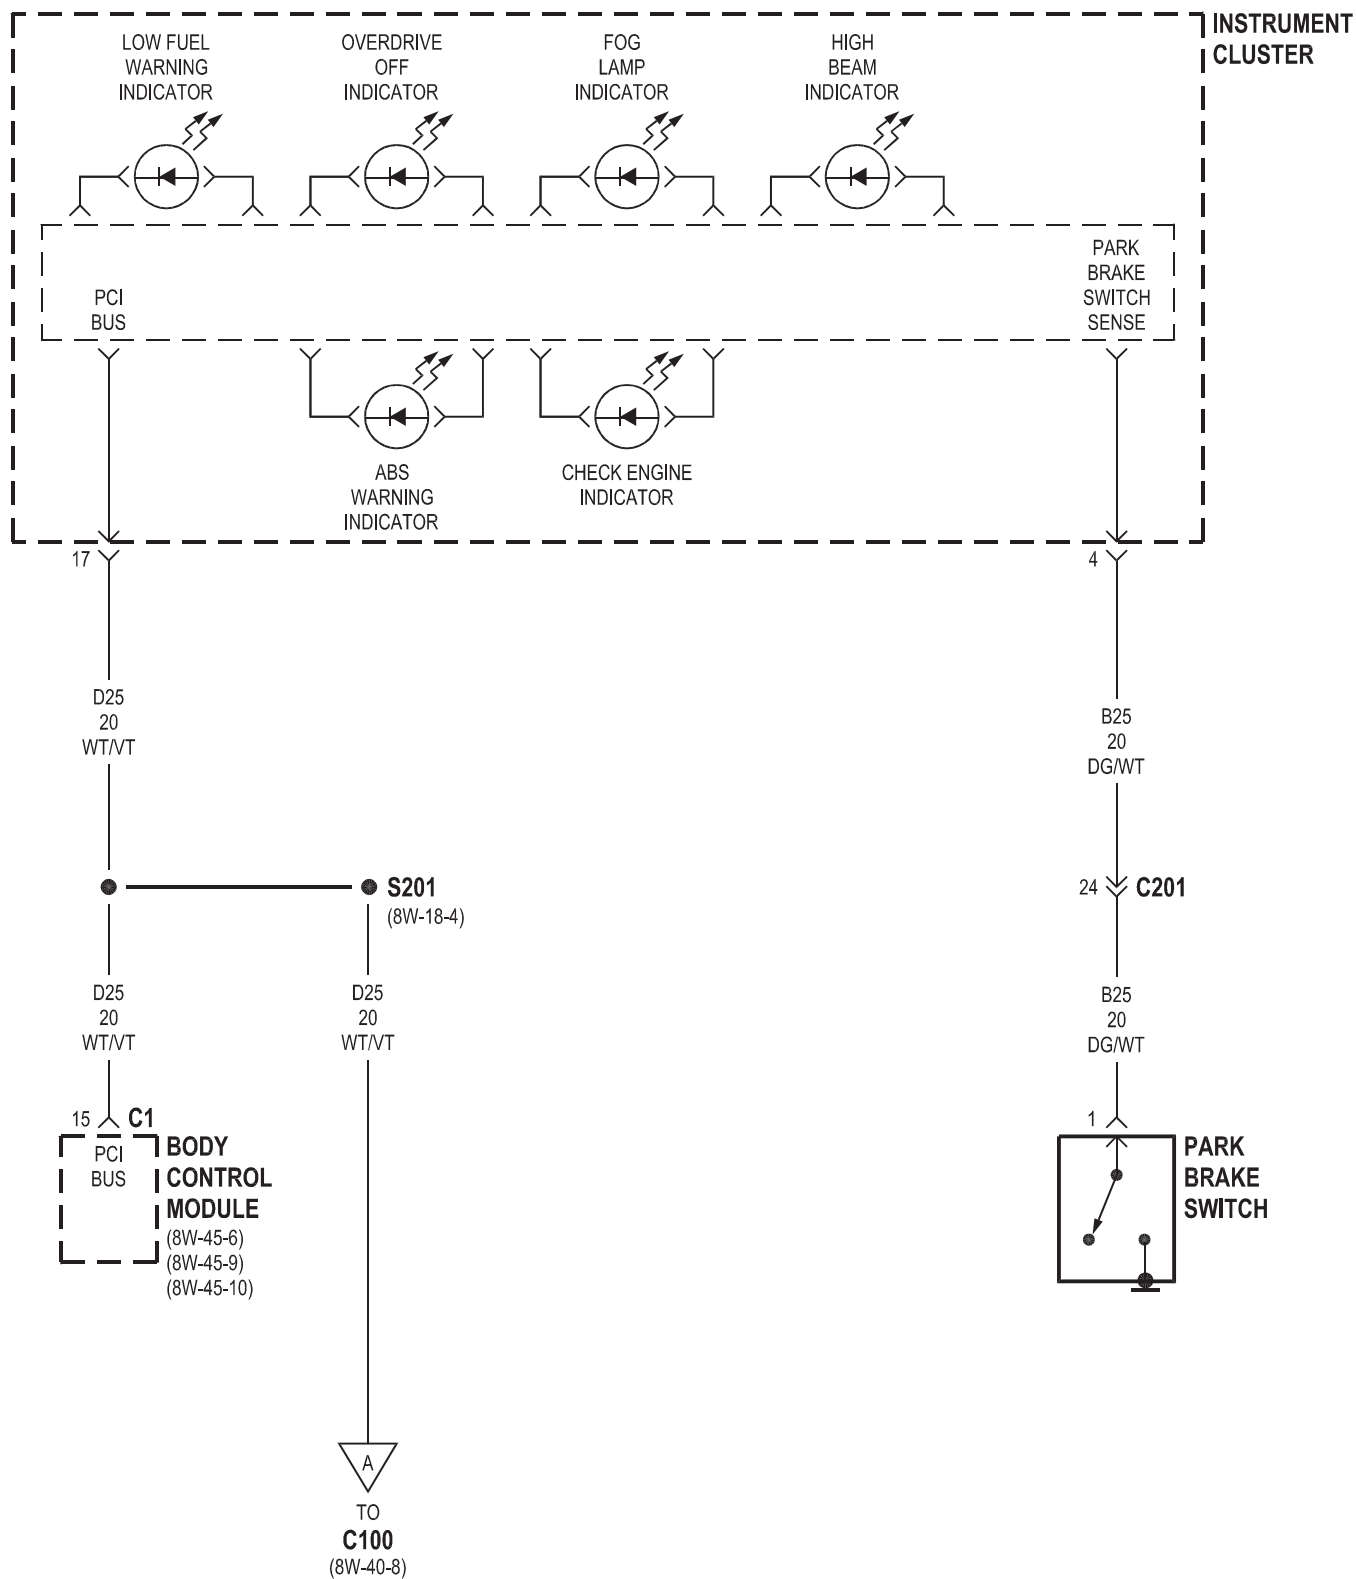 INSTRUMENT
CLUSTER
LOW FUEL
WARNING
INDICATOR
OVERDRIVE
OFF
INDICATOR
FOG
LAMP
INDICATOR
HIGH
BEAM
INDICATOR
PCI
BUS
PARK
BRAKE
SWITCH
SENSE
ABS
WARNING
INDICATOR
CHECK ENGINE
INDICATOR
17
4
D25
20
WT/VT
B25
20
DG/WT
S201
(8W-18-4)
24
C201
D25
20
WT/VT
D25
20
WT/VT
B25
20
DG/WT
15
C1
1
PCI
BUS
BODY
CONTROL
MODULE
(8W-45-6)
(8W-45-9)
(8W-45-10)
PARK
BRAKE
SWITCH
A
TO
C100
(8W-40-8)